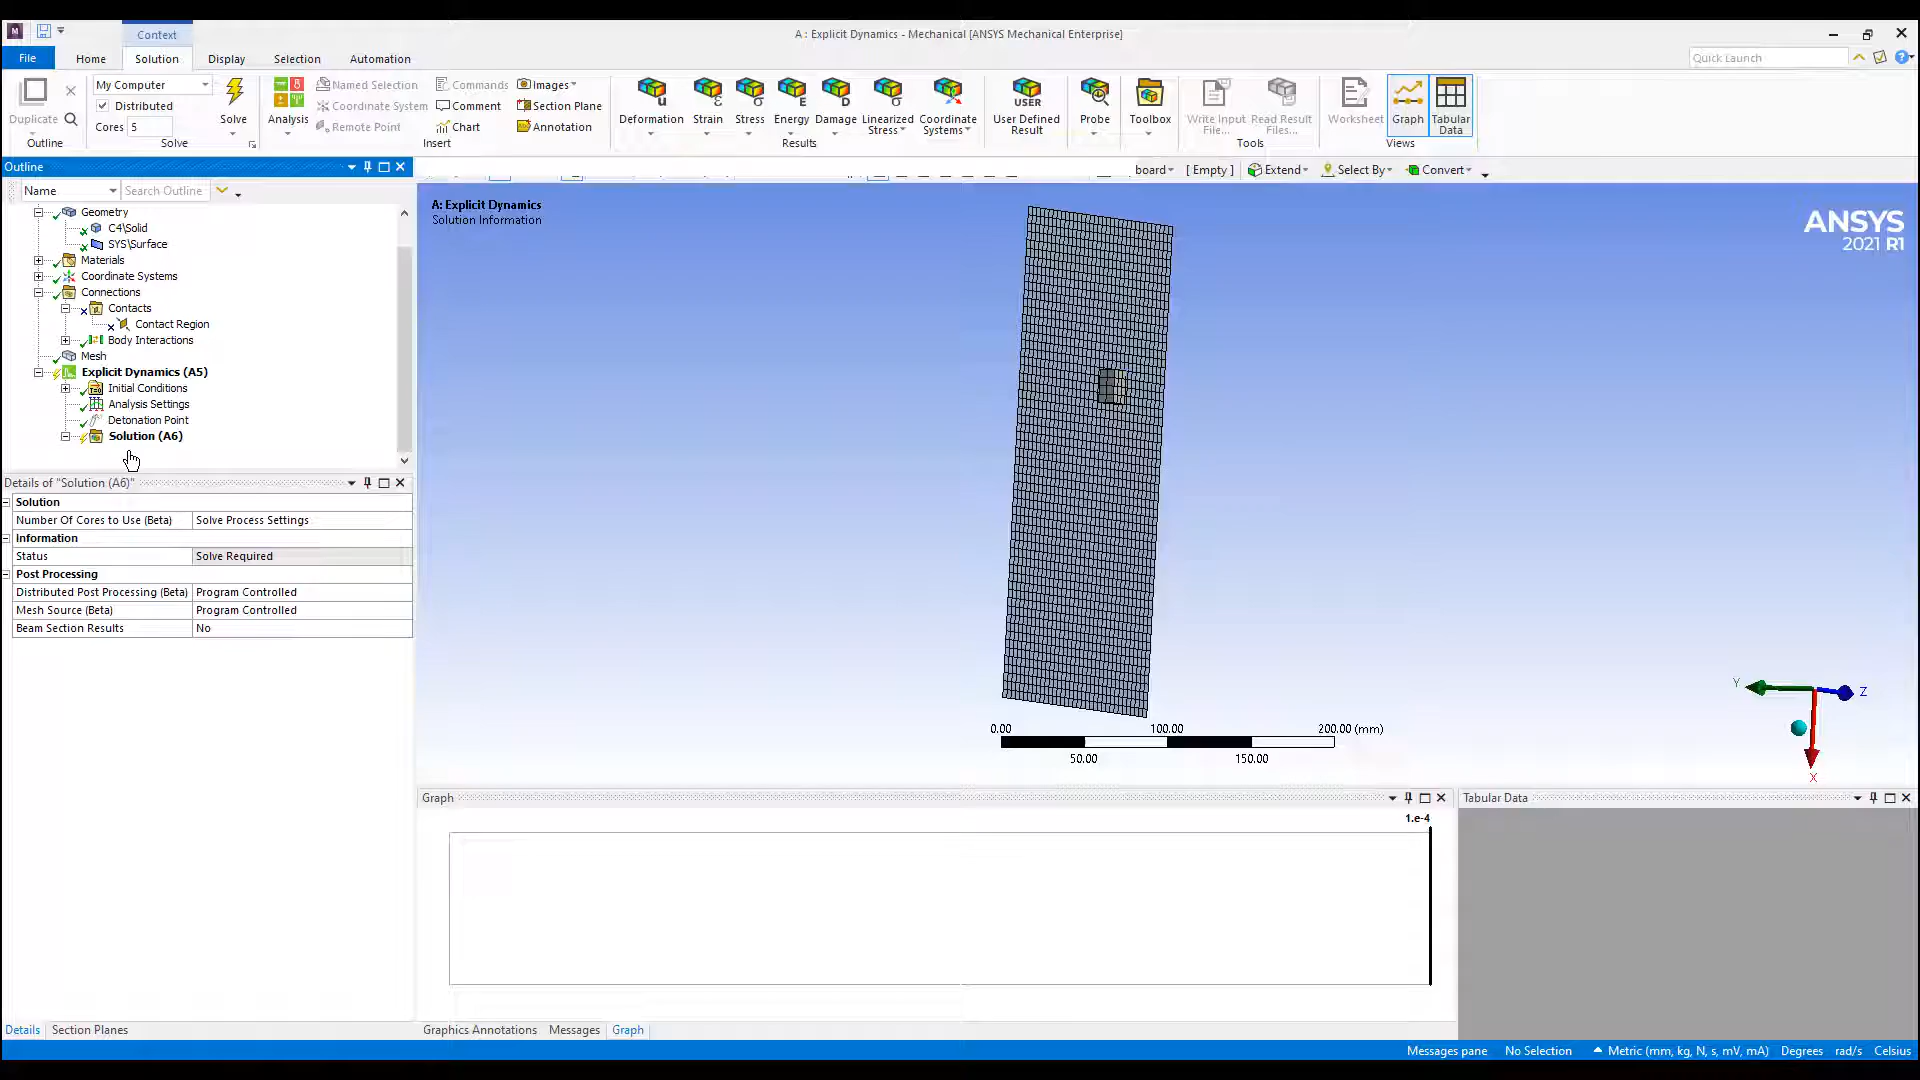 Context
A : Explicit Dynamics - Mechanical [ANSYS Mechanical Enterprise]
File Home Solution Display Selection Automation
Quick Launch
My Computer
Distributed
Cores 5
Duplicate
Outline
Solve
Solve
Analysis
Named Selection
Coordinate System
Remote Point
Commands
Comment
Chart
Images
Section Plane
Annotation
Insert
Deformation
Strain
Stress
Energy
Damage
Linearized Stress
Coordinate Systems
User Defined Result
Results
Probe
Toolbox
Write Input File...
Read Result Files...
Tools
Worksheet
Graph
Tabular Data
Views
Outline
Name
Search Outline
Geometry
C4\Solid
SYS\Surface
Materials
Coordinate Systems
Connections
Contacts
Contact Region
Body Interactions
Mesh
Explicit Dynamics (A5)
Initial Conditions
Analysis Settings
Detonation Point
Solution (A6)
Details of "Solution (A6)"
Solution
Number Of Cores to Use (Beta) Solve Process Settings
Information
Status Solve Required
Post Processing
Distributed Post Processing (Beta) Program Controlled
Mesh Source (Beta) Program Controlled
Beam Section Results No
Details Section Planes
board [ Empty ] Extend Select By Convert
A: Explicit Dynamics
Solution Information
ANSYS
2021 R1
0.00 100.00 200.00 (mm)
50.00 150.00
Y
Z
X
Graph
1.e-4
Tabular Data
Graphics Annotations Messages Graph
Messages pane No Selection Metric (mm, kg, N, s, mV, mA) Degrees rad/s Celsius